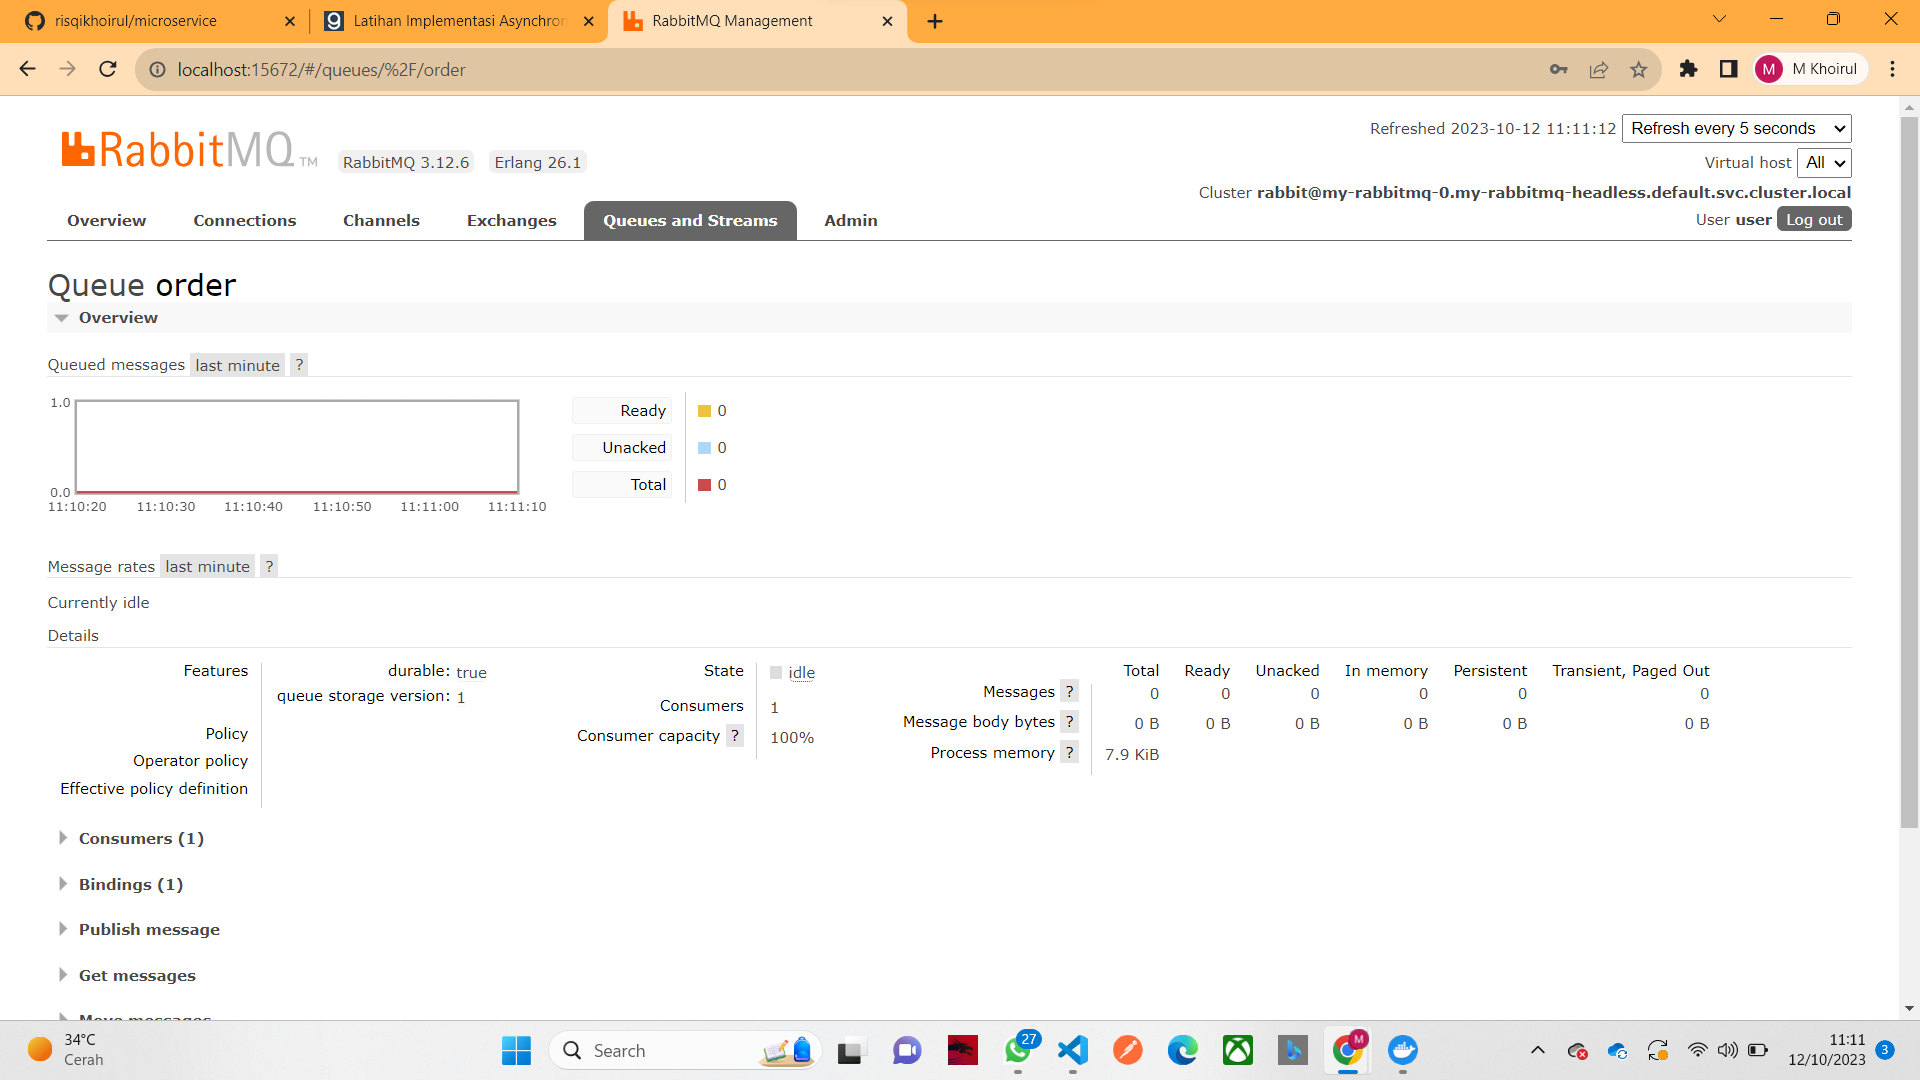 risqikhoirul/microservice
Latihan Implementasi Asynchron
RabbitMQ Management
localhost:15672/#/queues/%2F/order
M
M Khoirul
RabbitMQ TM
RabbitMQ 3.12.6
Erlang 26.1
Refreshed 2023-10-12 11:11:12
Refresh every 5 seconds
Virtual host
All
Cluster rabbit@my-rabbitmq-0.my-rabbitmq-headless.default.svc.cluster.local
User user
Log out
Overview
Connections
Channels
Exchanges
Queues and Streams
Admin
Queue order
Overview
Queued messages last minute ?
1.0
0.0
11:10:20 11:10:30 11:10:40 11:10:50 11:11:00 11:11:10
Ready 0
Unacked 0
Total 0
Message rates last minute ?
Currently idle
Details
Features
durable: true
queue storage version: 1
Policy
Operator policy
Effective policy definition
State idle
Consumers 1
Consumer capacity ? 100%
Total Ready Unacked In memory Persistent Transient, Paged Out
Messages ? 0 0 0 0 0 0
Message body bytes ? 0 B 0 B 0 B 0 B 0 B 0 B
Process memory ? 7.9 KiB
Consumers (1)
Bindings (1)
Publish message
Get messages
Move messages
34°C
Cerah
Search
27
M
11:11
12/10/2023
3